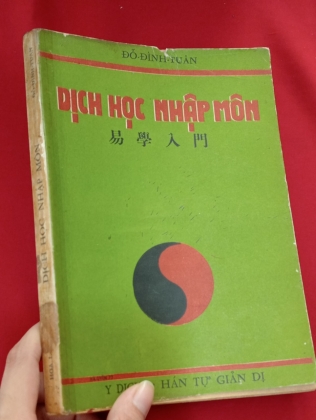 ĐỖ-ĐÌNH-TUÂN
DỊCH HỌC NHẬP MÔN
易學入門
Y DỊCH HÁN TỰ GIẢN DỊ
DỊCH HỌC NHẬP MÔN